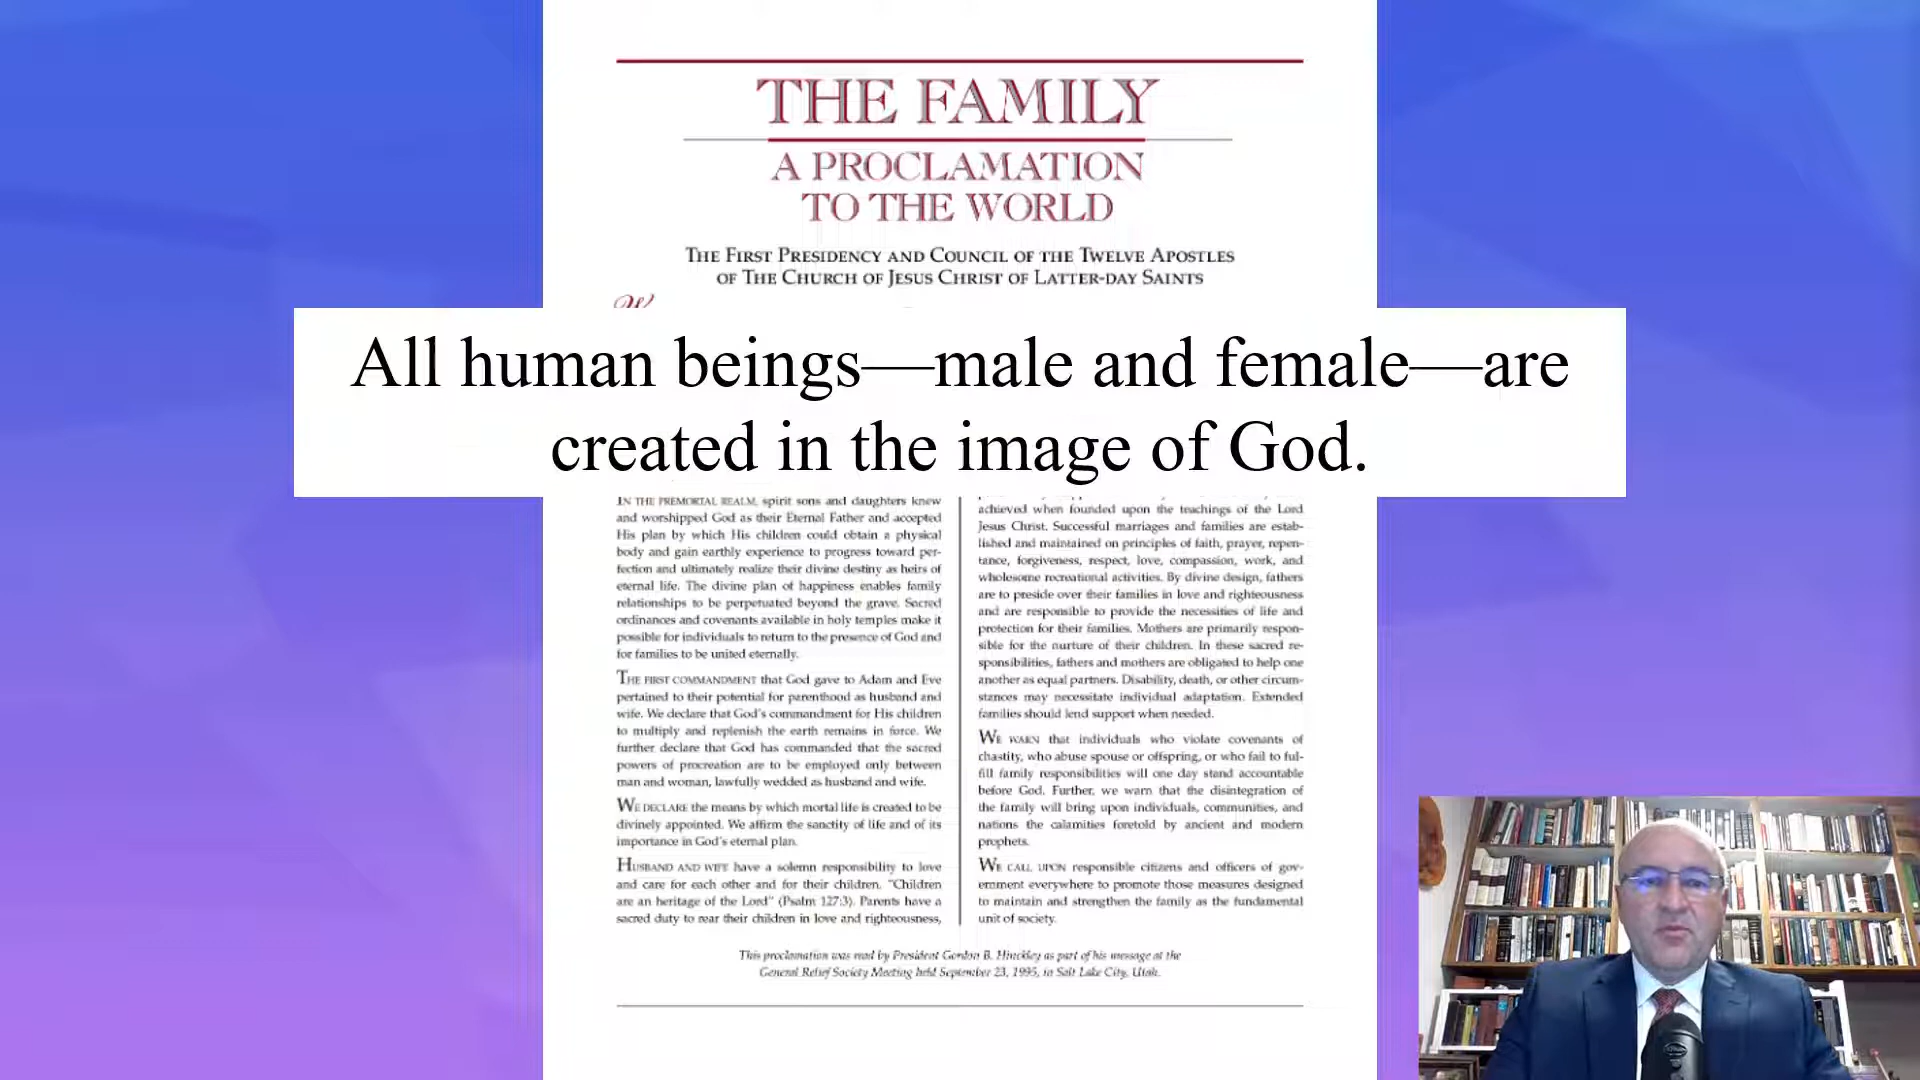 THE FAMILY
A PROCLAMATION
TO THE WORLD
THE FIRST PRESIDENCY AND COUNCIL OF THE TWELVE APOSTLES
OF THE CHURCH OF JESUS CHRIST OF LATTER-DAY SAINTS
All human beings—male and female—are
created in the image of God.
IN THE PREMORTAL REALM, spirit sons and daughters knew
and worshipped God as their Eternal Father and accepted
His plan by which His children could obtain a physical
body and gain earthly experience to progress toward per-
fection and ultimately realize their divine destiny as heirs of
eternal life. The divine plan of happiness enables family
relationships to be perpetuated beyond the grave. Sacred
ordinances and covenants available in holy temples make it
possible for individuals to return to the presence of God and
for families to be united eternally.
THE FIRST COMMANDMENT that God gave to Adam and Eve
pertained to their potential for parenthood as husband and
wife. We declare that God's commandment for His children
to multiply and replenish the earth remains in force. We
further declare that God has commanded that the sacred
powers of procreation are to be employed only between
man and woman, lawfully wedded as husband and wife.
WE DECLARE the means by which mortal life is created to be
divinely appointed. We affirm the sanctity of life and of its
importance in God's eternal plan.
HUSBAND AND WIFE have a solemn responsibility to love
and care for each other and for their children. "Children
are an heritage of the Lord" (Psalm 127:3). Parents have a
sacred duty to rear their children in love and righteousness,
achieved when founded upon the teachings of the Lord
Jesus Christ. Successful marriages and families are estab-
lished and maintained on principles of faith, prayer, repen-
tance, forgiveness, respect, love, compassion, work, and
wholesome recreational activities. By divine design, fathers
are to preside over their families in love and righteousness
and are responsible to provide the necessities of life and
protection for their families. Mothers are primarily respon-
sible for the nurture of their children. In these sacred re-
sponsibilities, fathers and mothers are obligated to help one
another as equal partners. Disability, death, or other circum-
stances may necessitate individual adaptation. Extended
families should lend support when needed.
WE WARN that individuals who violate covenants of
chastity, who abuse spouse or offspring, or who fail to ful-
fill family responsibilities will one day stand accountable
before God. Further, we warn that the disintegration of
the family will bring upon individuals, communities, and
nations the calamities foretold by ancient and modern
prophets.
WE CALL UPON responsible citizens and officers of gov-
ernment everywhere to promote those measures designed
to maintain and strengthen the family as the fundamental
unit of society.
This proclamation was read by President Gordon B. Hinckley as part of his message at the
General Relief Society Meeting held September 23, 1995, in Salt Lake City, Utah.